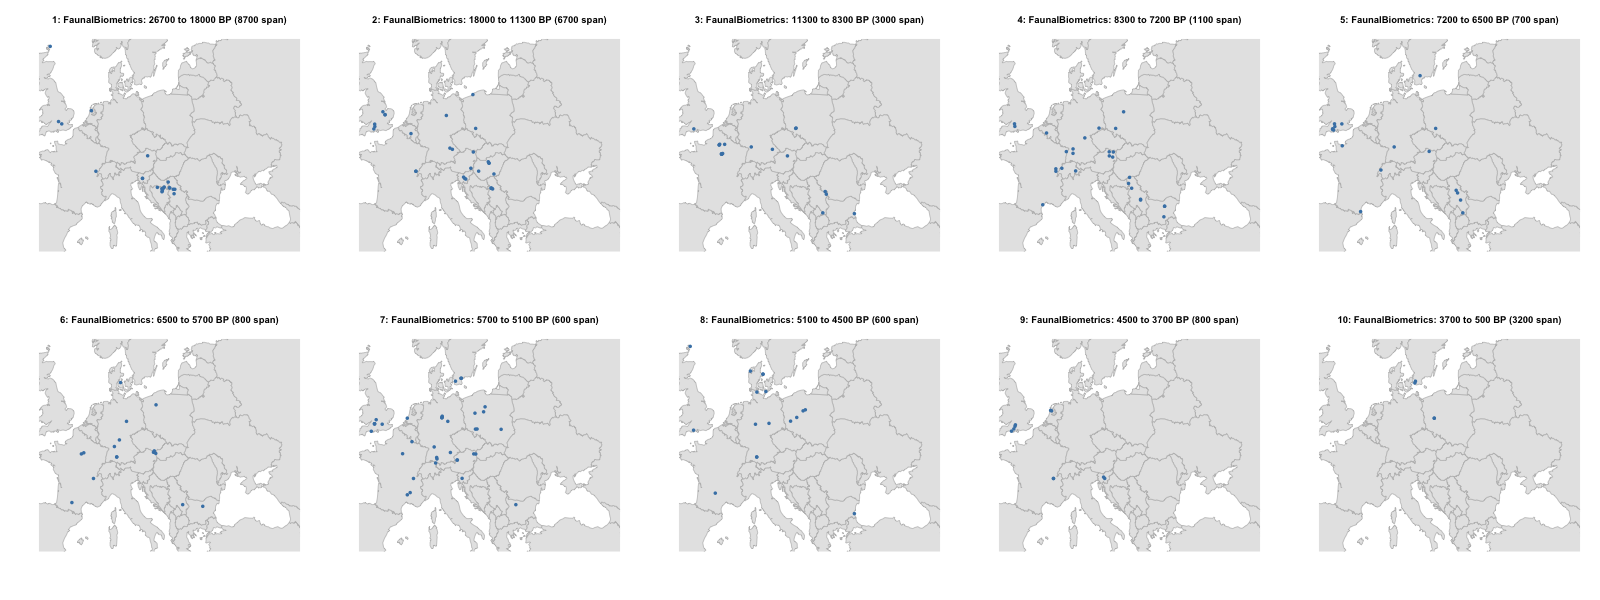 1: FaunalBiometrics: 26700 to 18000 BP (8700 span)
2: FaunalBiometrics: 18000 to 11300 BP (6700 span)
3: FaunalBiometrics: 11300 to 8300 BP (3000 span)
4: FaunalBiometrics: 8300 to 7200 BP (1100 span)
5: FaunalBiometrics: 7200 to 6500 BP (700 span)
6: FaunalBiometrics: 6500 to 5700 BP (800 span)
7: FaunalBiometrics: 5700 to 5100 BP (600 span)
8: FaunalBiometrics: 5100 to 4500 BP (600 span)
9: FaunalBiometrics: 4500 to 3700 BP (800 span)
10: FaunalBiometrics: 3700 to 500 BP (3200 span)